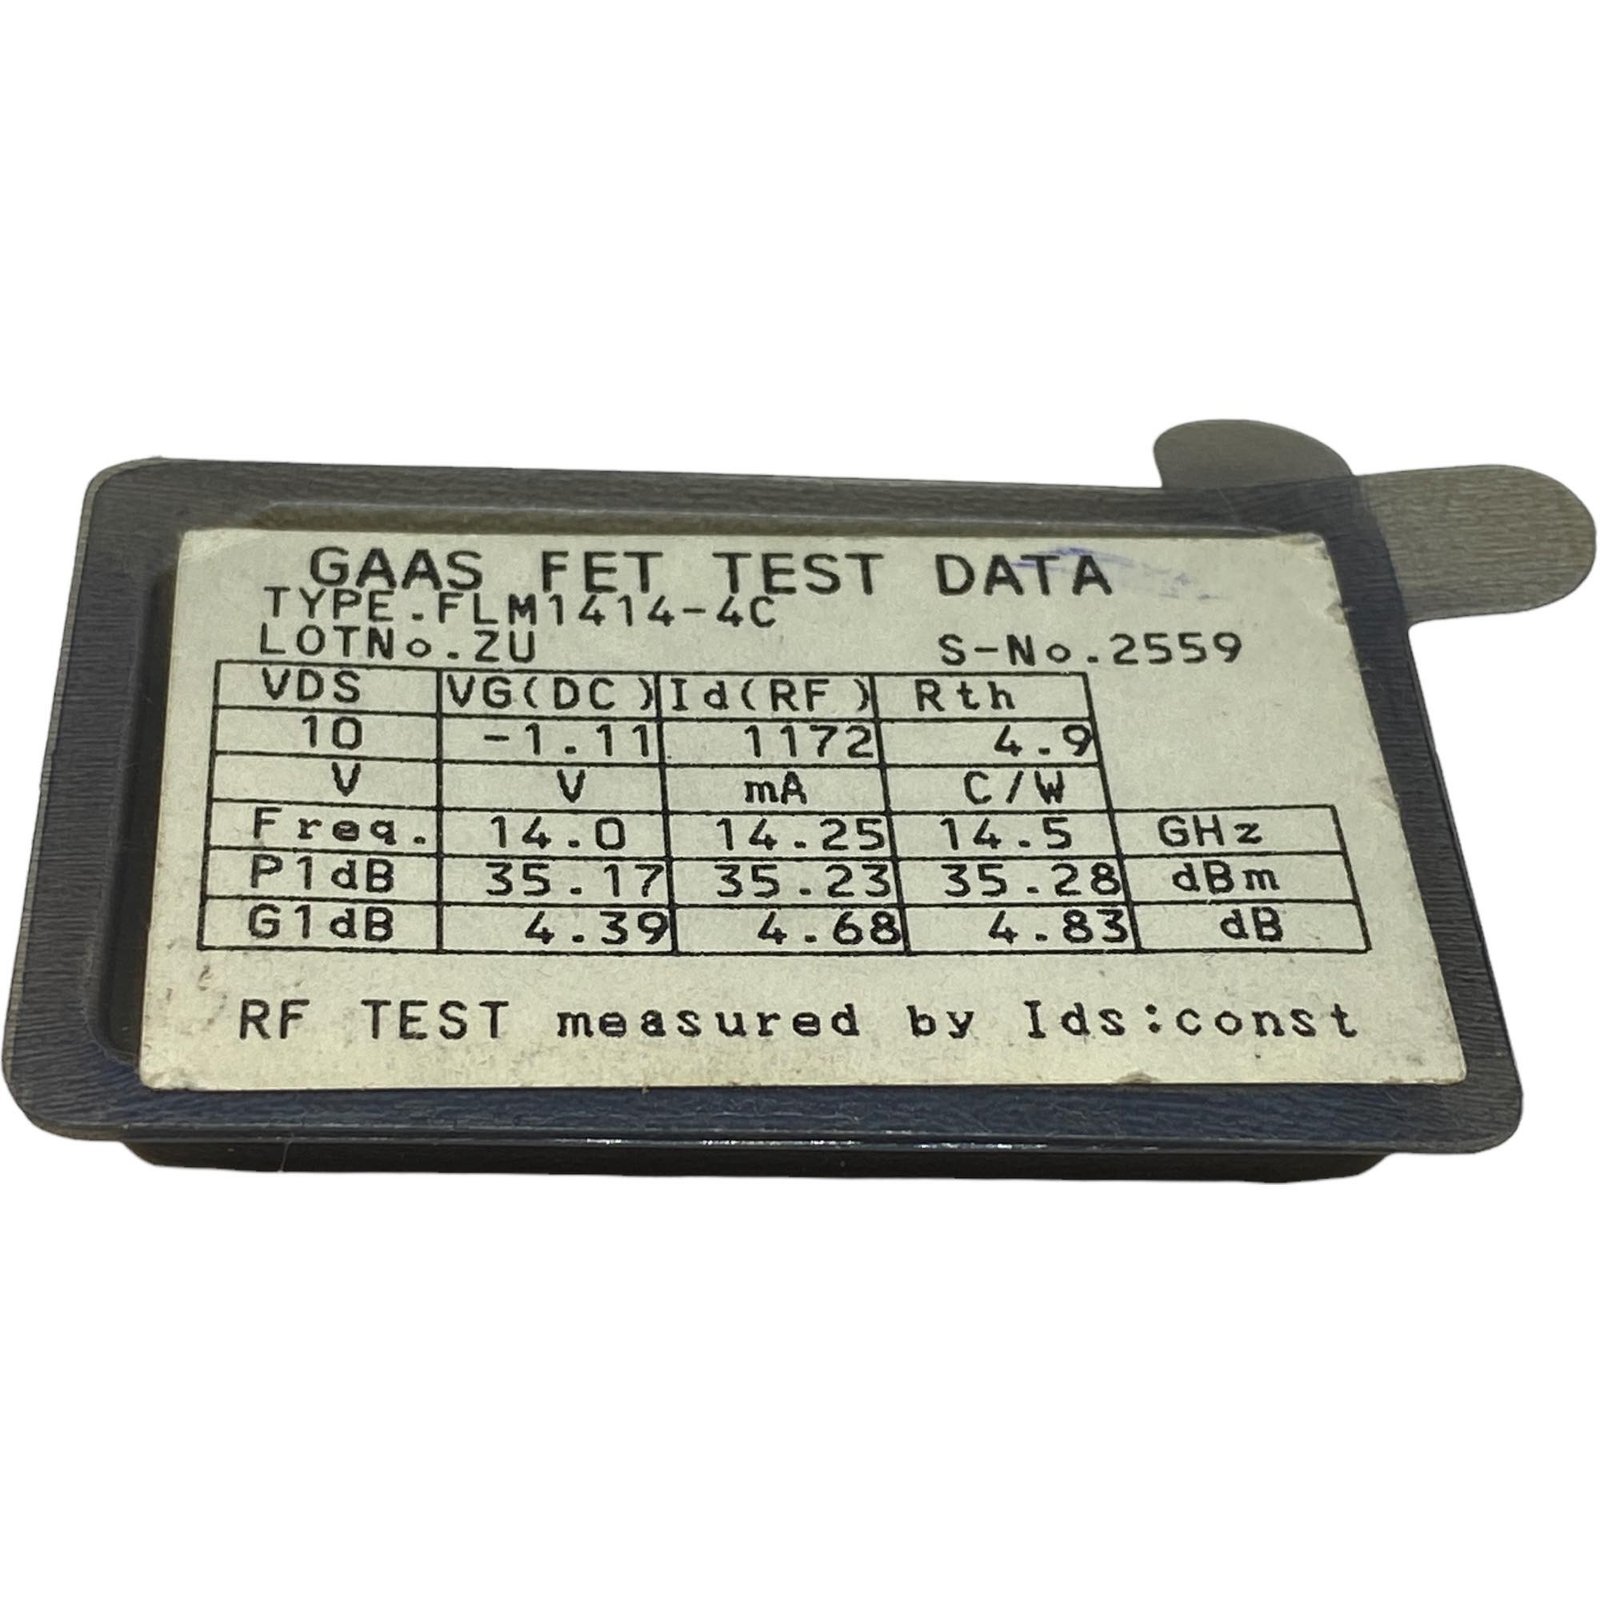 GAAS FET TEST DATA
TYPE.FLM1414-4C
LOTNo.ZU S-No.2559
VDS VG(DC) Id(RF) Rth
10 -1.11 1172 4.9
V V mA C/W
Freq. 14.0 14.25 14.5 GHz
P1dB 35.17 35.23 35.28 dBm
G1dB 4.39 4.68 4.83 dB
RF TEST measured by Ids:const